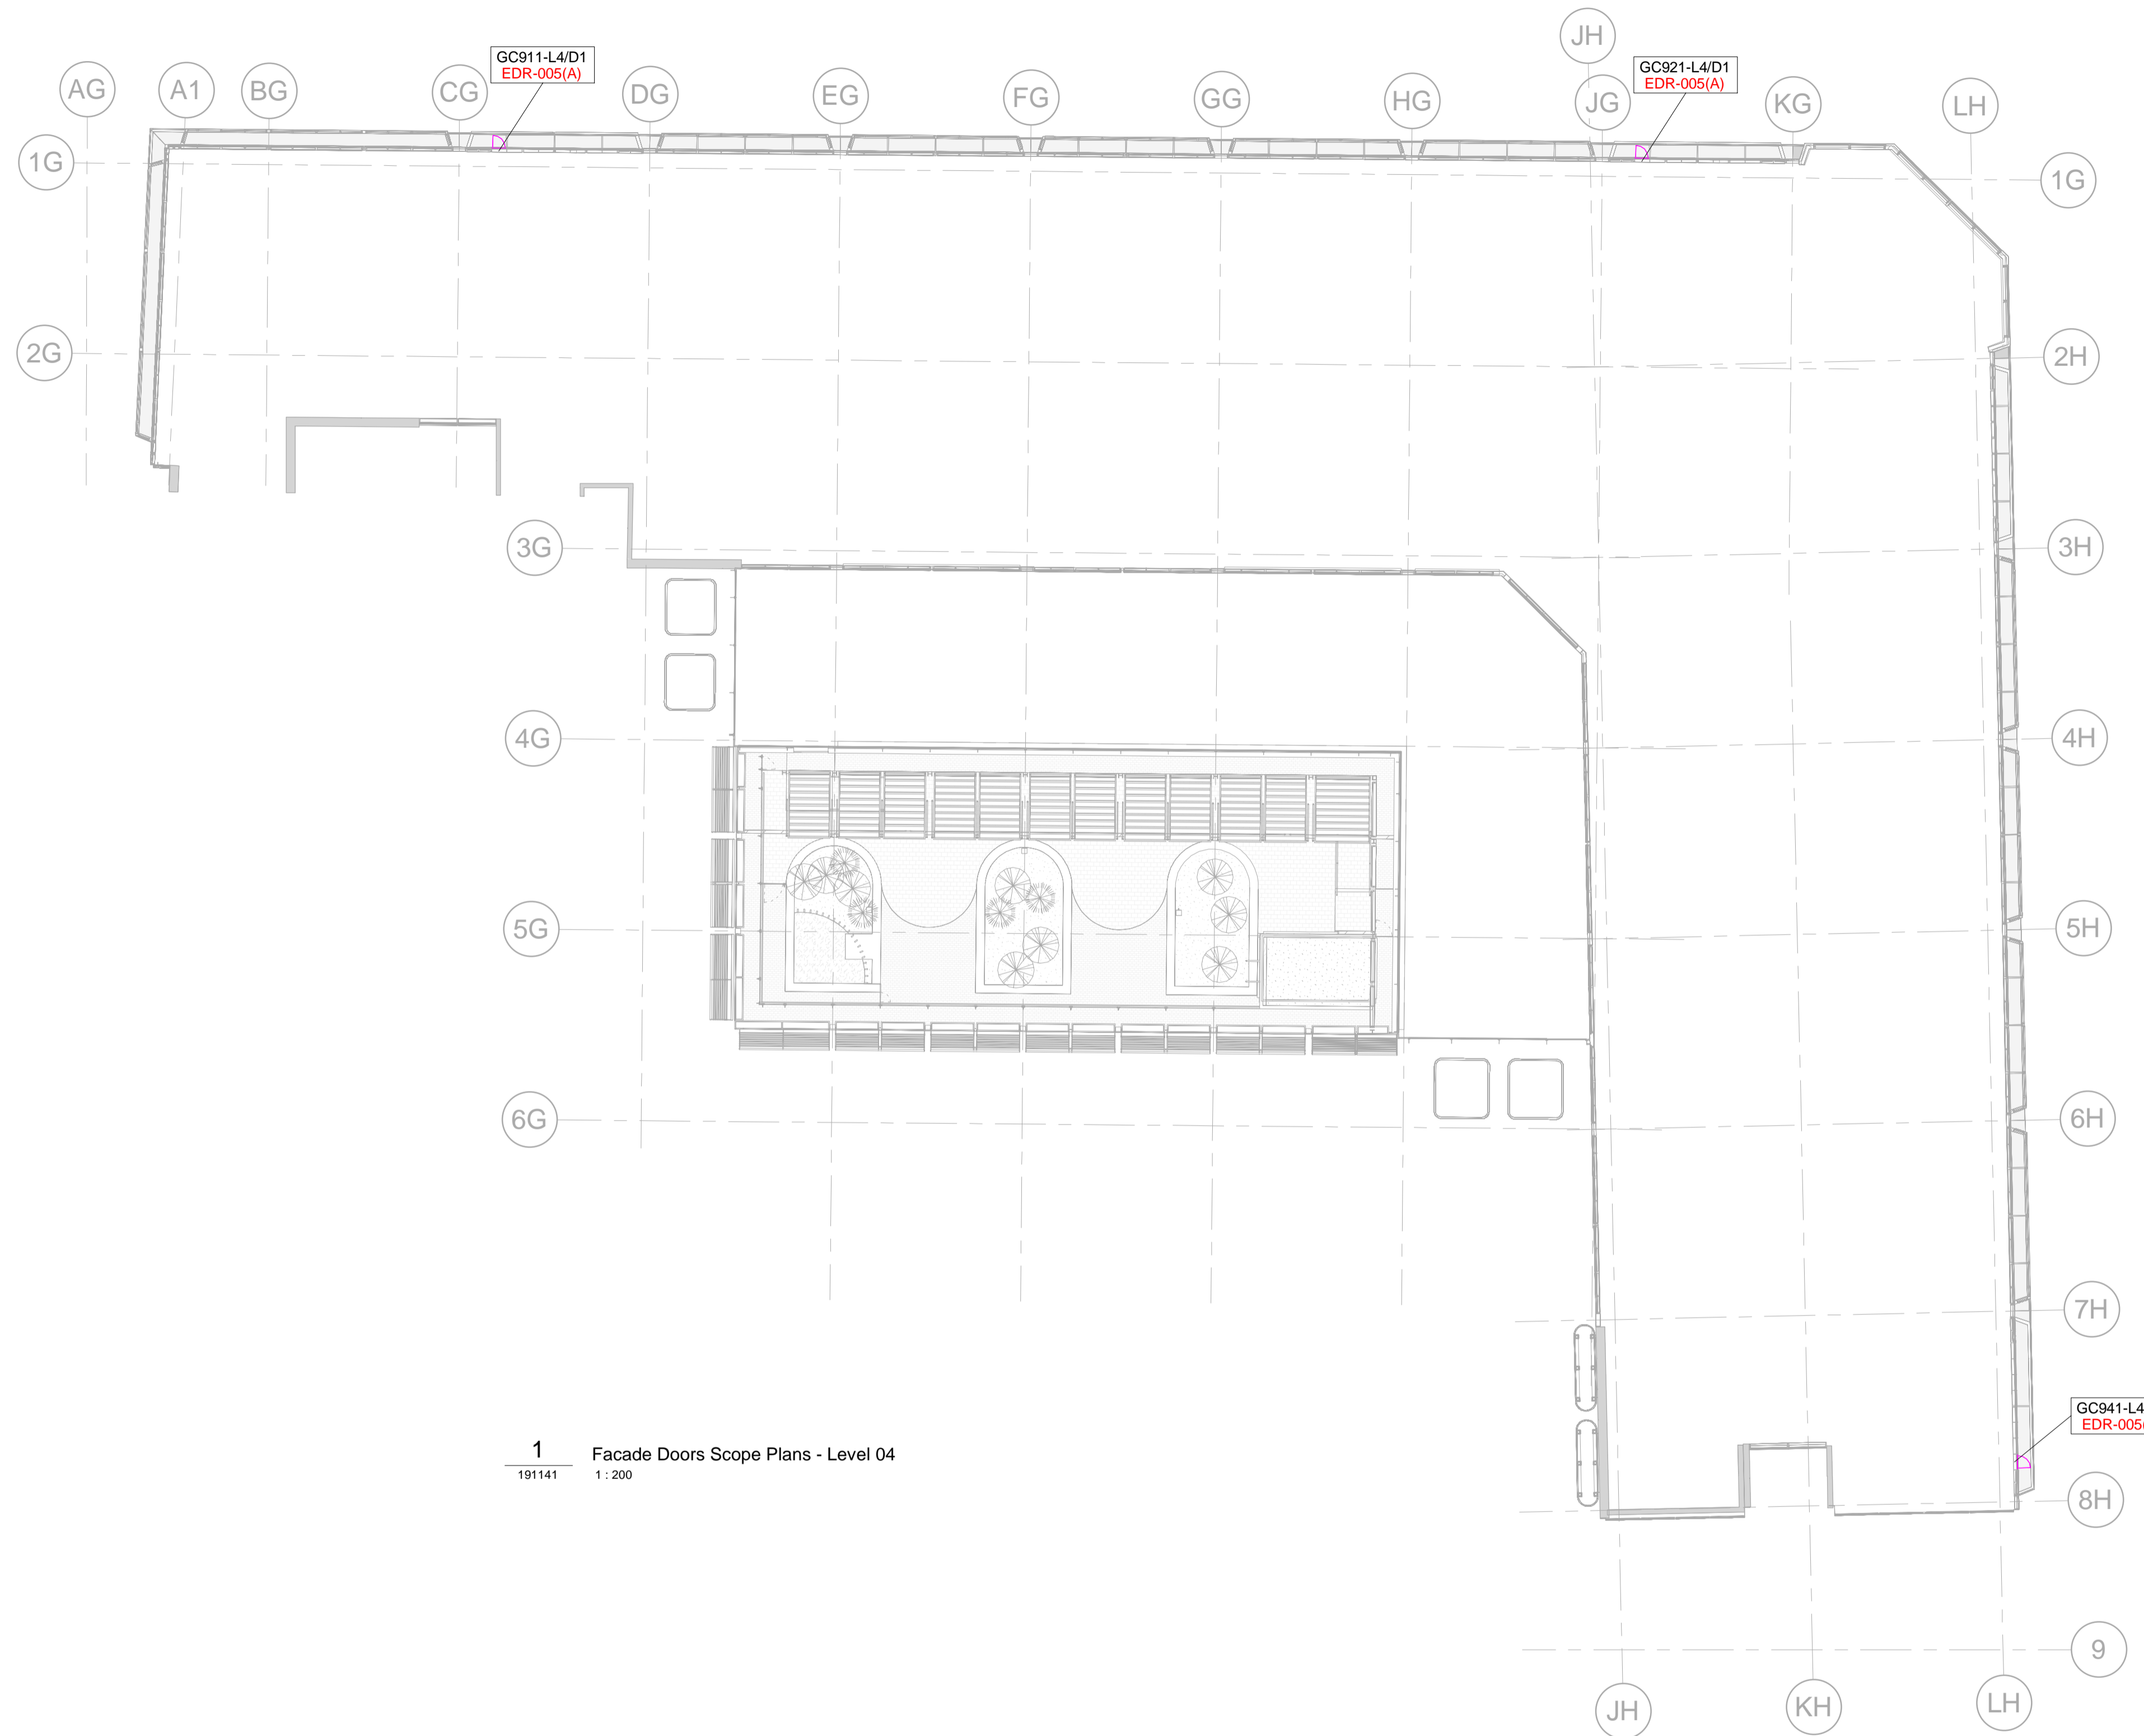 JH
GC911-L4/D1
EDR-005(A)
GC921-L4/D1
EDR-005(A)
AG
A1
BG
CG
DG
EG
FG
GG
HG
JG
KG
LH
1G
1G
2G
2H
3G
3H
4G
4H
5G
5H
6G
6H
7H
GC941-L4
EDR-005(
1
Facade Doors Scope Plans - Level 04
191141
1 : 200
8H
9
JH
KH
LH